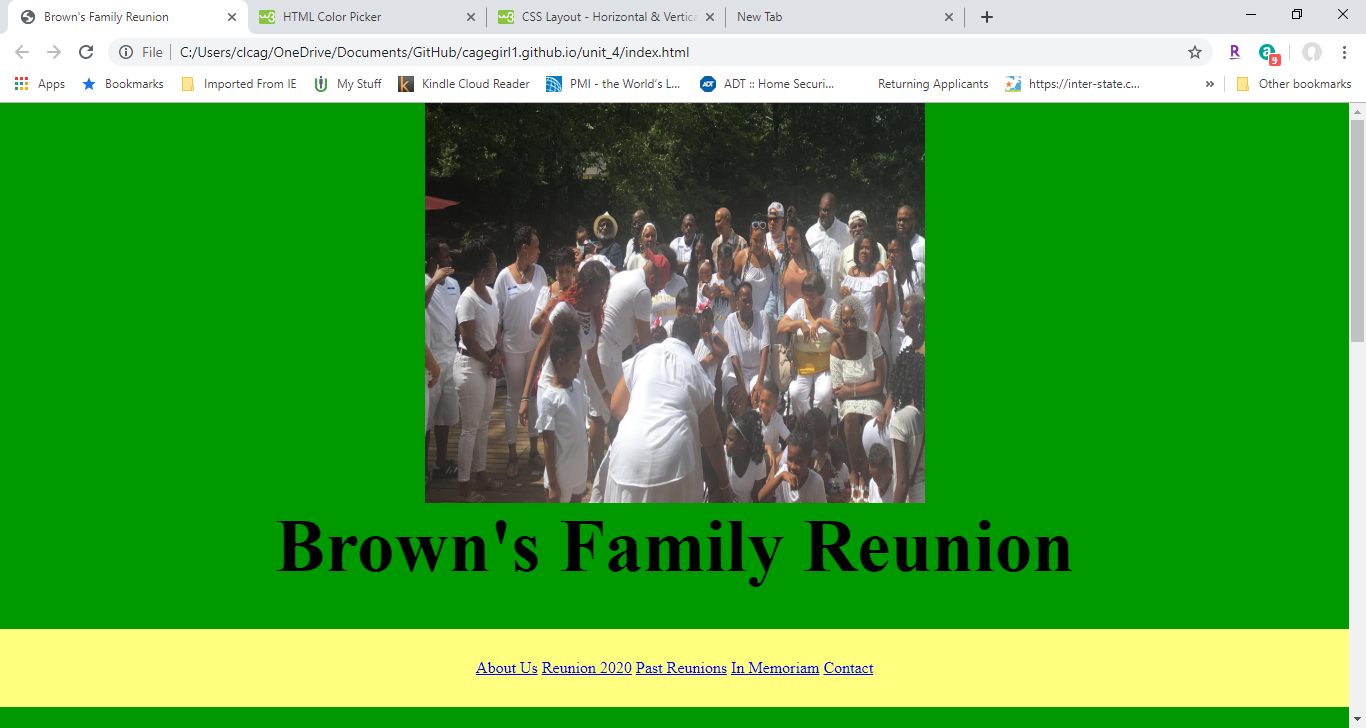 Brown's Family Reunion
HTML Color Picker
CSS Layout - Horizontal & Vertica
New Tab
File C:/Users/clcag/OneDrive/Documents/GitHub/cagegirl1.github.io/unit_4/index.html
R
a
9
Apps
Bookmarks
Imported From IE
My Stuff
Kindle Cloud Reader
PMI - the World's L...
ADT :: Home Securi...
Returning Applicants
https://inter-state.c...
»
Other bookmarks
Brown's Family Reunion
About Us Reunion 2020 Past Reunions In Memoriam Contact